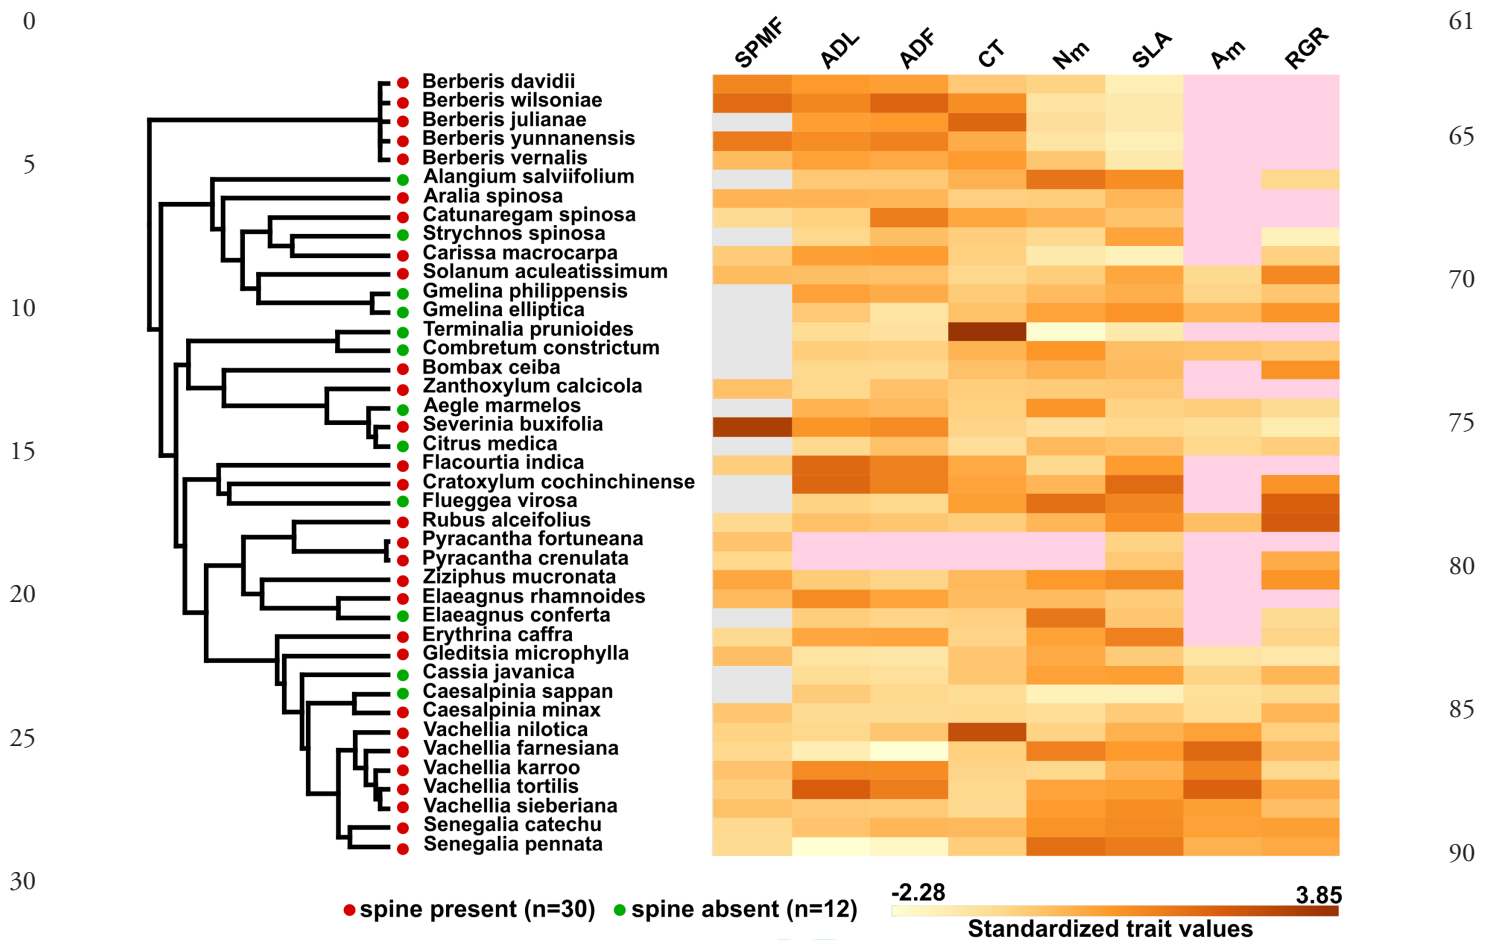 0
61
SPMF ADL ADF CT Nm SLA Am RGR
Berberis davidii
Berberis wilsoniae
Berberis julianae
65
Berberis yunnanensis
5
Berberis vernalis
Alangium salviifolium
Aralia spinosa
Catunaregam spinosa
Strychnos spinosa
Carissa macrocarpa
Solanum aculeatissimum
70
Gmelina philippensis
10
Gmelina elliptica
Terminalia prunioides
Combretum constrictum
Bombax ceiba
Zanthoxylum calcicola
Aegle marmelos
Severinia buxifolia
75
Citrus medica
15
Flacourtia indica
Cratoxylum cochinchinense
Flueggea virosa
Rubus alceifolius
Pyracantha fortuneana
Pyracantha crenulata
80
Ziziphus mucronata
20
Elaeagnus rhamnoides
Elaeagnus conferta
Erythrina caffra
Gleditsia microphylla
Cassia javanica
Caesalpinia sappan
Caesalpinia minax
85
Vachellia nilotica
25
Vachellia farnesiana
Vachellia karroo
Vachellia tortilis
Vachellia sieberiana
Senegalia catechu
Senegalia pennata
90
30
-2.28
3.85
spine present (n=30) spine absent (n=12)
Standardized trait values